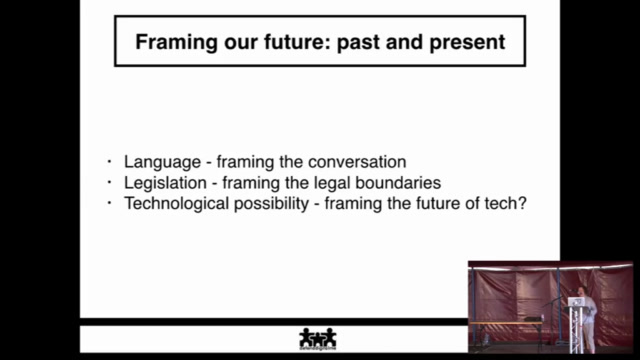 Framing our future: past and present
· Language - framing the conversation
· Legislation - framing the legal boundaries
· Technological possibility - framing the future of tech?